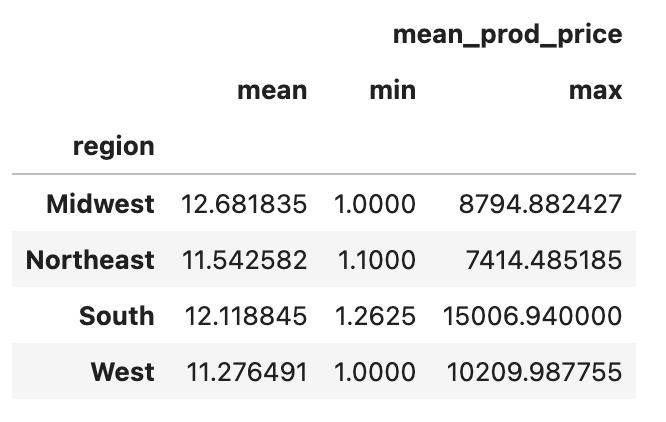 mean_prod_price
mean min max
region
Midwest 12.681835 1.0000 8794.882427
Northeast 11.542582 1.1000 7414.485185
South 12.118845 1.2625 15006.940000
West 11.276491 1.0000 10209.987755